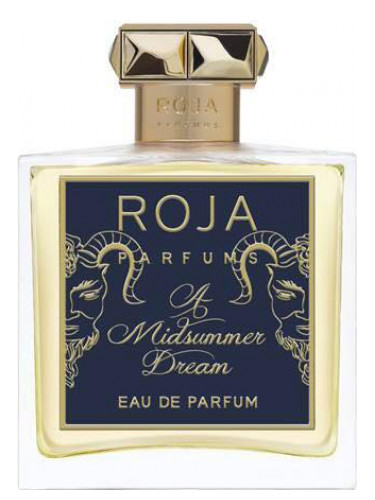 ROJA
PARFUMS
ROJA
PARFUMS
A
Midsummer
Dream
EAU DE PARFUM